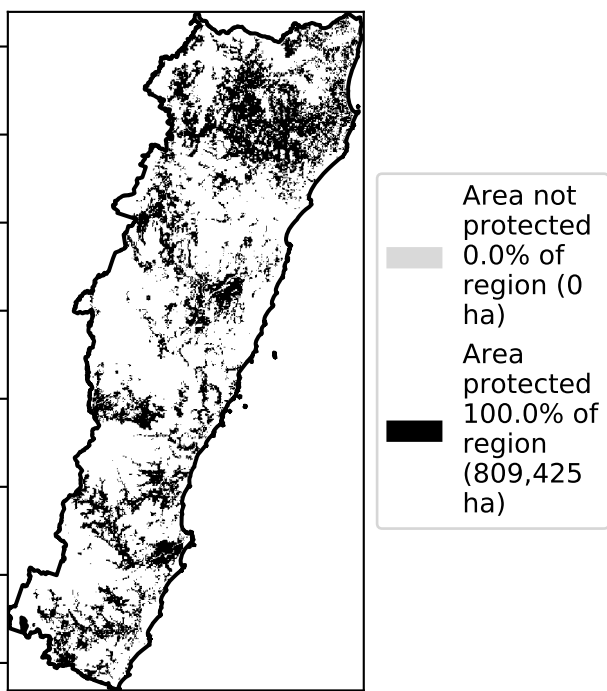 Area not
protected
0.0% of
region (0
ha)
Area
protected
100.0% of
region
(809,425
ha)